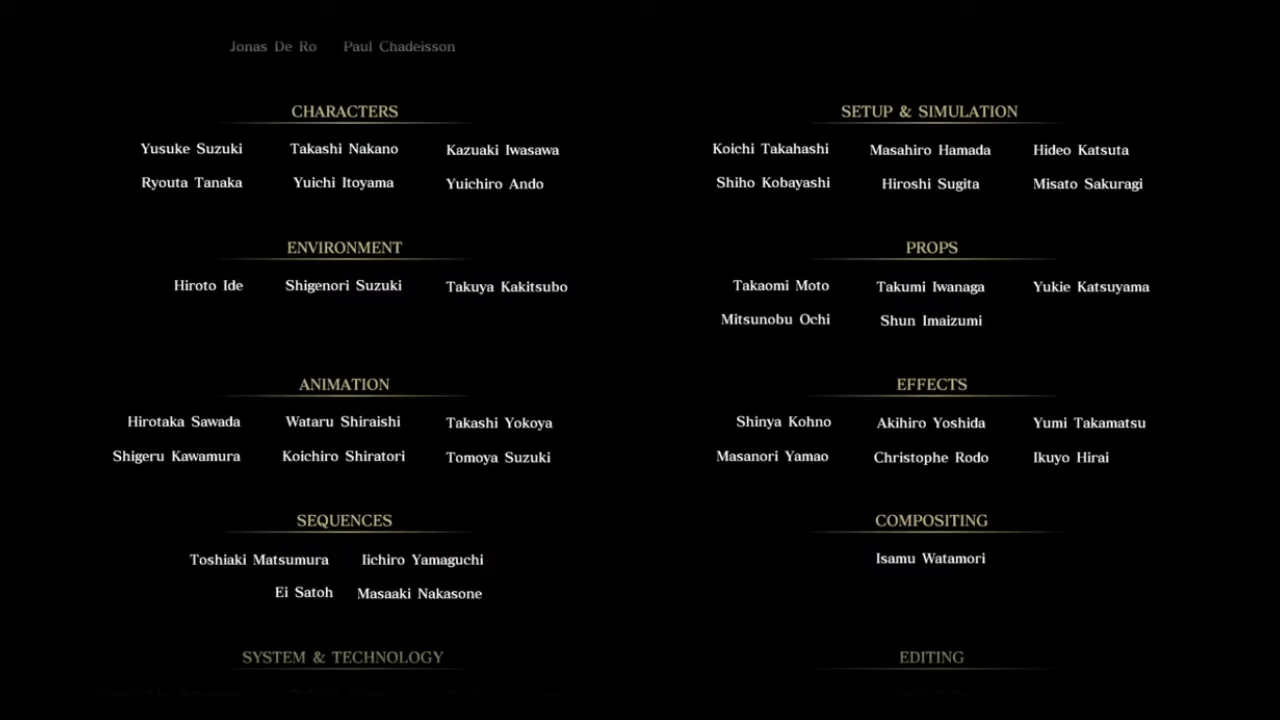 Jonas De Ro Paul Chadeisson
CHARACTERS
Yusuke Suzuki Takashi Nakano Kazuaki Iwasawa
Ryouta Tanaka Yuichi Itoyama Yuichiro Ando
SETUP & SIMULATION
Koichi Takahashi Masahiro Hamada Hideo Katsuta
Shiho Kobayashi Hiroshi Sugita Misato Sakuragi
ENVIRONMENT
Hiroto Ide Shigenori Suzuki Takuya Kakitsubo
PROPS
Takaomi Moto Takumi Iwanaga Yukie Katsuyama
Mitsunobu Ochi Shun Imaizumi
ANIMATION
Hirotaka Sawada Wataru Shiraishi Takashi Yokoya
Shigeru Kawamura Koichiro Shiratori Tomoya Suzuki
EFFECTS
Shinya Kohno Akihiro Yoshida Yumi Takamatsu
Masanori Yamao Christophe Rodo Ikuyo Hirai
SEQUENCES
Toshiaki Matsumura Iichiro Yamaguchi
Ei Satoh Masaaki Nakasone
COMPOSITING
Isamu Watamori
SYSTEM & TECHNOLOGY
EDITING